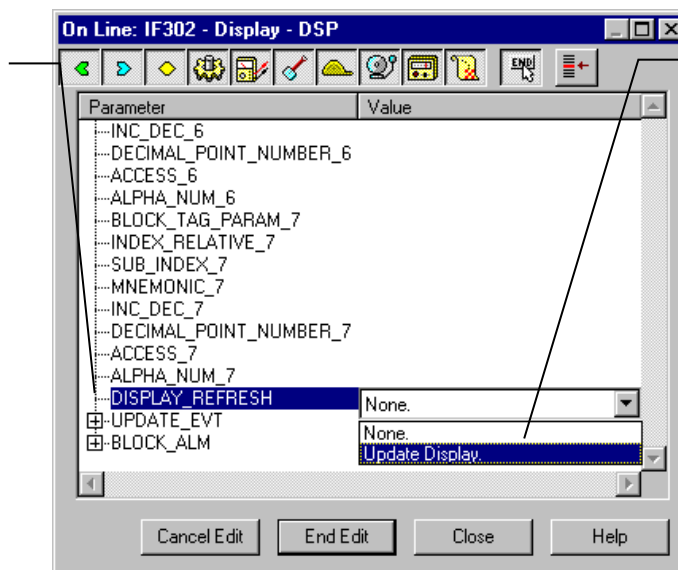 On Line: IF302 - Display - DSP
END
Parameter Value
INC_DEC_6
DECIMAL_POINT_NUMBER_6
ACCESS_6
ALPHA_NUM_6
BLOCK_TAG_PARAM_7
INDEX_RELATIVE_7
SUB_INDEX_7
MNEMONIC_7
INC_DEC_7
DECIMAL_POINT_NUMBER_7
ACCESS_7
ALPHA_NUM_7
DISPLAY_REFRESH None.
UPDATE_EVT None.
BLOCK_ALM Update Display.
Cancel Edit End Edit Close Help